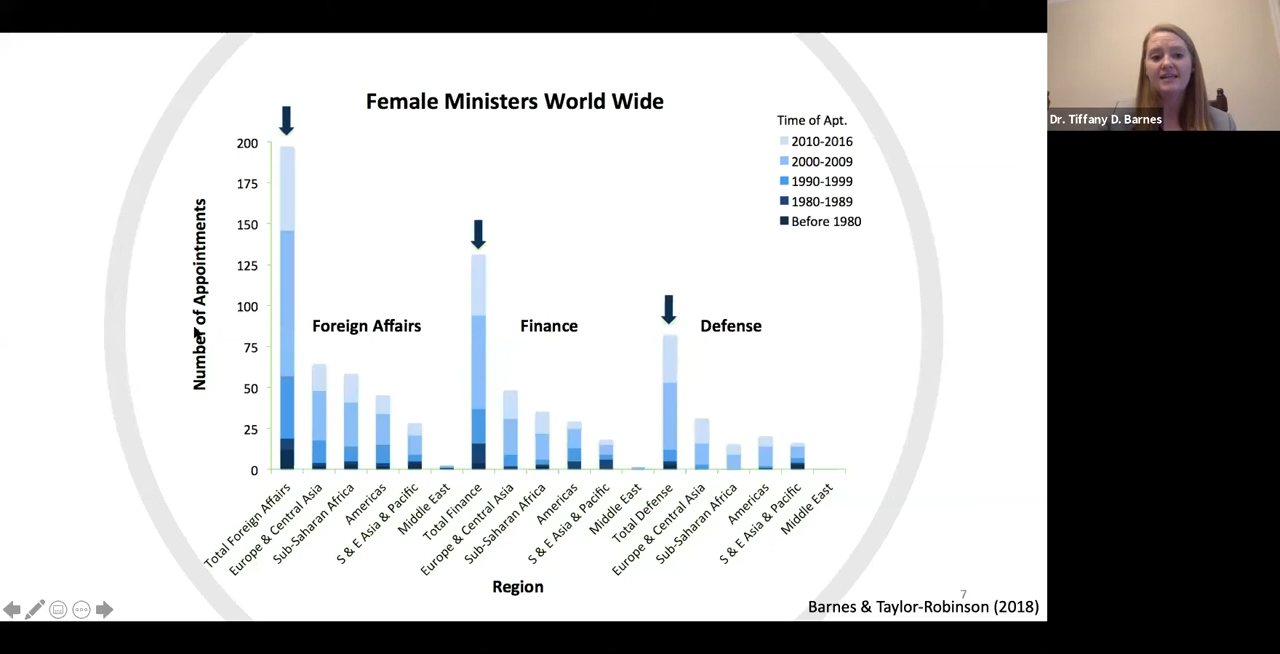 Dr. Tiffany D. Barnes
Female Ministers World Wide
Time of Apt.
2010-2016
2000-2009
1990-1999
1980-1989
Before 1980
Number of Appointments
200
175
150
125
100
75
50
25
0
Foreign Affairs
Finance
Defense
Total Foreign Affairs
Europe & Central Asia
Sub-Saharan Africa
Americas
S & E Asia & Pacific
Middle East
Total Finance
Europe & Central Asia
Sub-Saharan Africa
Americas
S & E Asia & Pacific
Middle East
Total Defense
Europe & Central Asia
Sub-Saharan Africa
Americas
S & E Asia & Pacific
Middle East
Region
7
Barnes & Taylor-Robinson (2018)